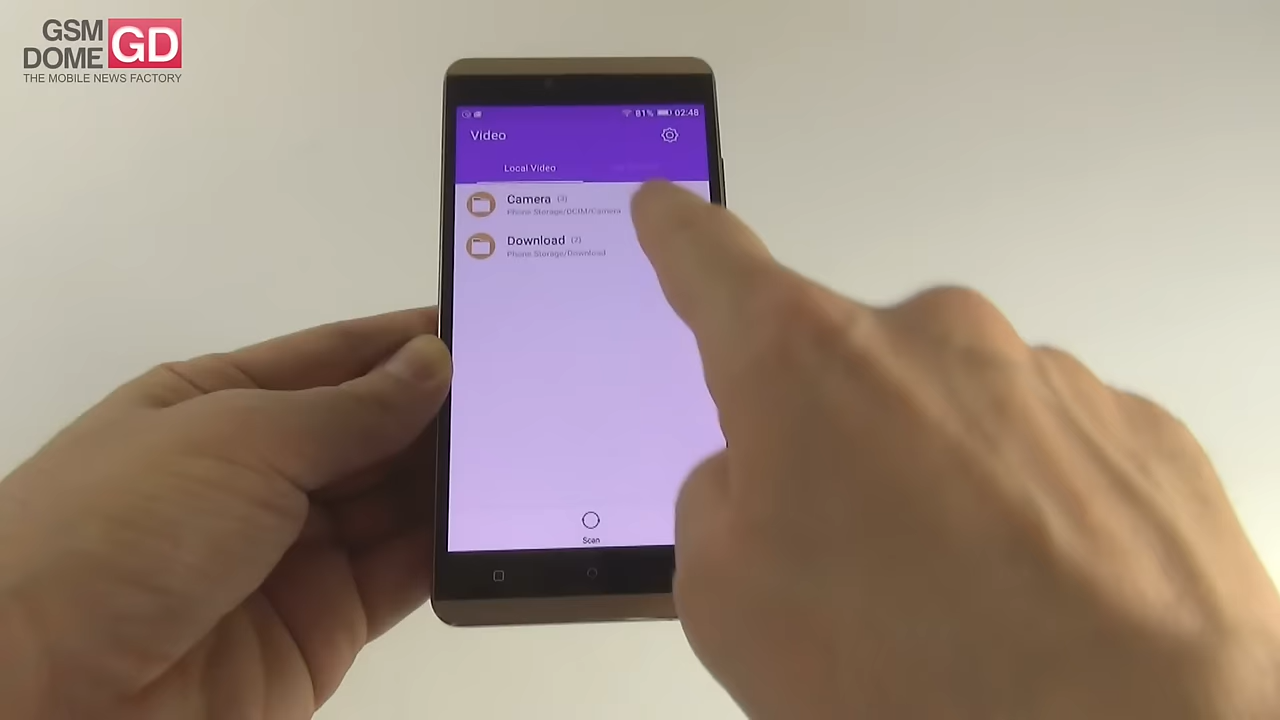 GSM
DOME GD
THE MOBILE NEWS FACTORY
81% 02:48
Video
Local Video
Camera (3)
Phone Storage/DCIM/Camera
Download (2)
Phone Storage/Download
Scan